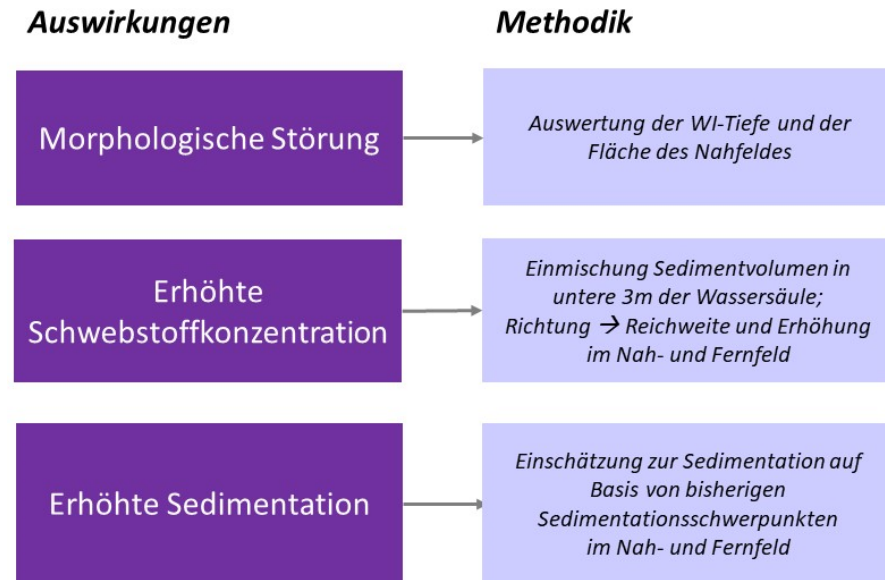 Auswirkungen
Methodik
Morphologische Störung
Auswertung der WI-Tiefe und der
Fläche des Nahfeldes
Erhöhte
Schwebstoffkonzentration
Einmischung Sedimentvolumen in
untere 3m der Wassersäule;
Richtung → Reichweite und Erhöhung
im Nah- und Fernfeld
Erhöhte Sedimentation
Einschätzung zur Sedimentation auf
Basis von bisherigen
Sedimentationsschwerpunkten
im Nah- und Fernfeld